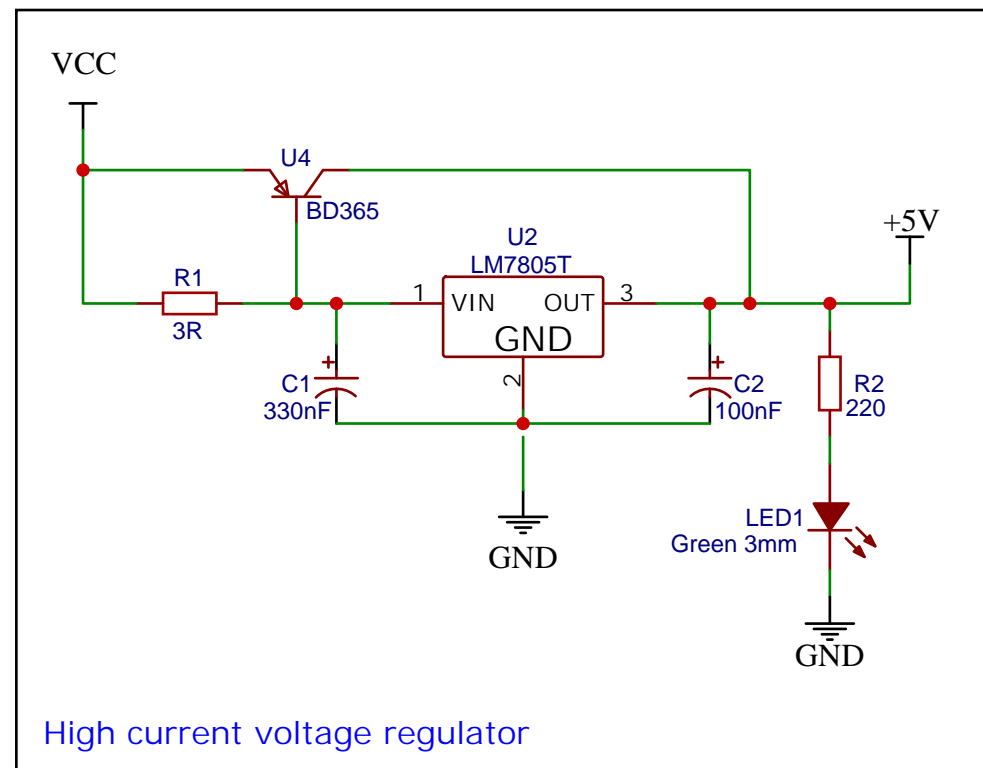 VCC
U4
BD365
U2
LM7805T
+5V
R1
3R
1
VIN
OUT
3
GND
2
C1
330nF
C2
100nF
R2
220
GND
LED1
Green 3mm
GND
High current voltage regulator